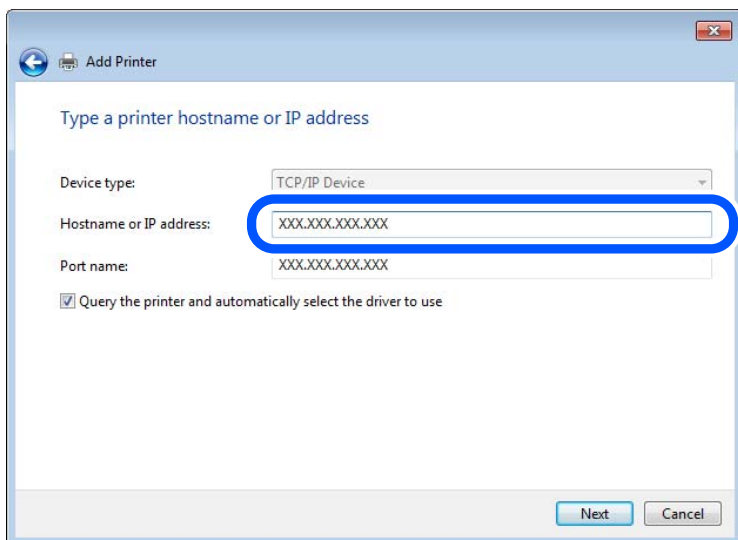 Add Printer
Type a printer hostname or IP address
Device type: TCP/IP Device
Hostname or IP address: XXX.XXX.XXX.XXX
Port name: XXX.XXX.XXX.XXX
Query the printer and automatically select the driver to use
Next Cancel